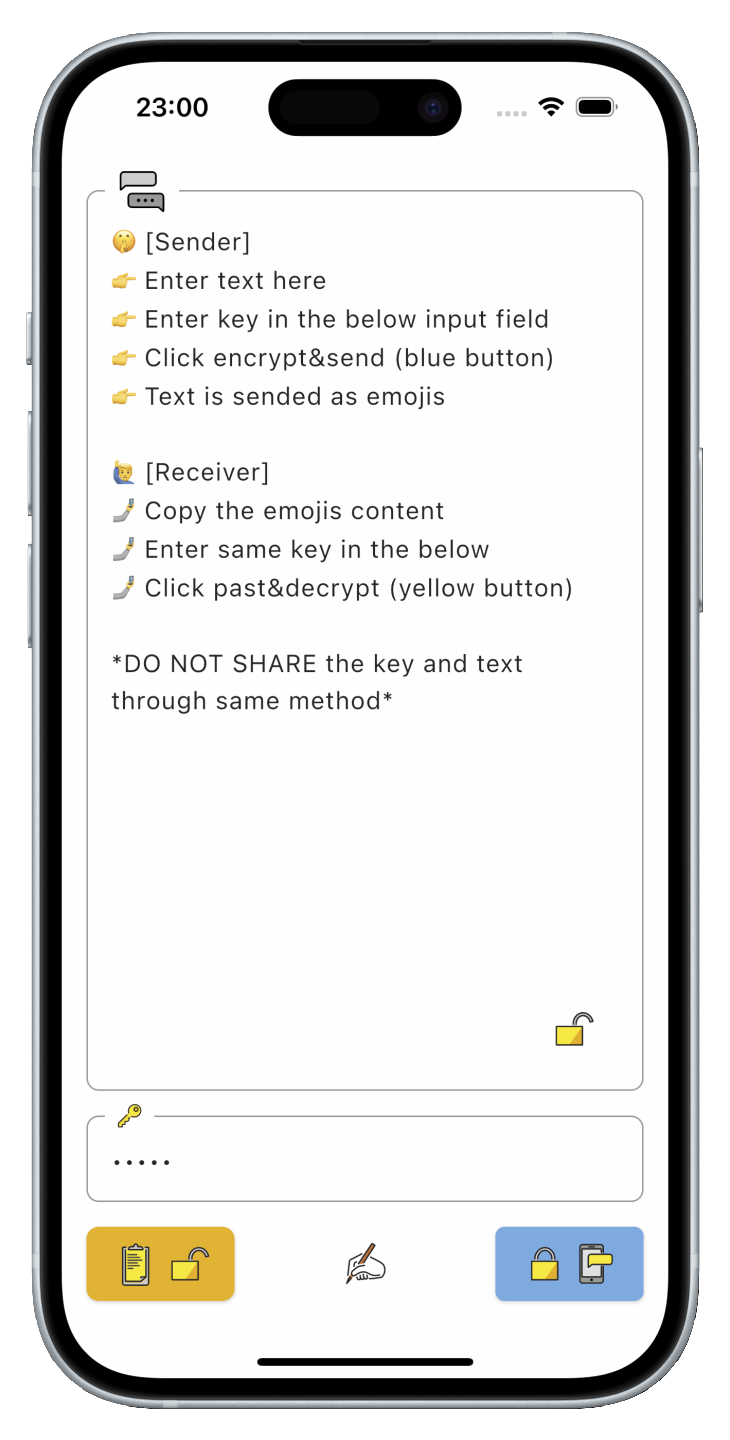 23:00
🤫 [Sender]
👉 Enter text here
👉 Enter key in the below input field
👉 Click encrypt&send (blue button)
👉 Text is sended as emojis
🙋‍♂️ [Receiver]
🤳 Copy the emojis content
🤳 Enter same key in the below
🤳 Click past&decrypt (yellow button)
*DO NOT SHARE the key and text
through same method*
•••••